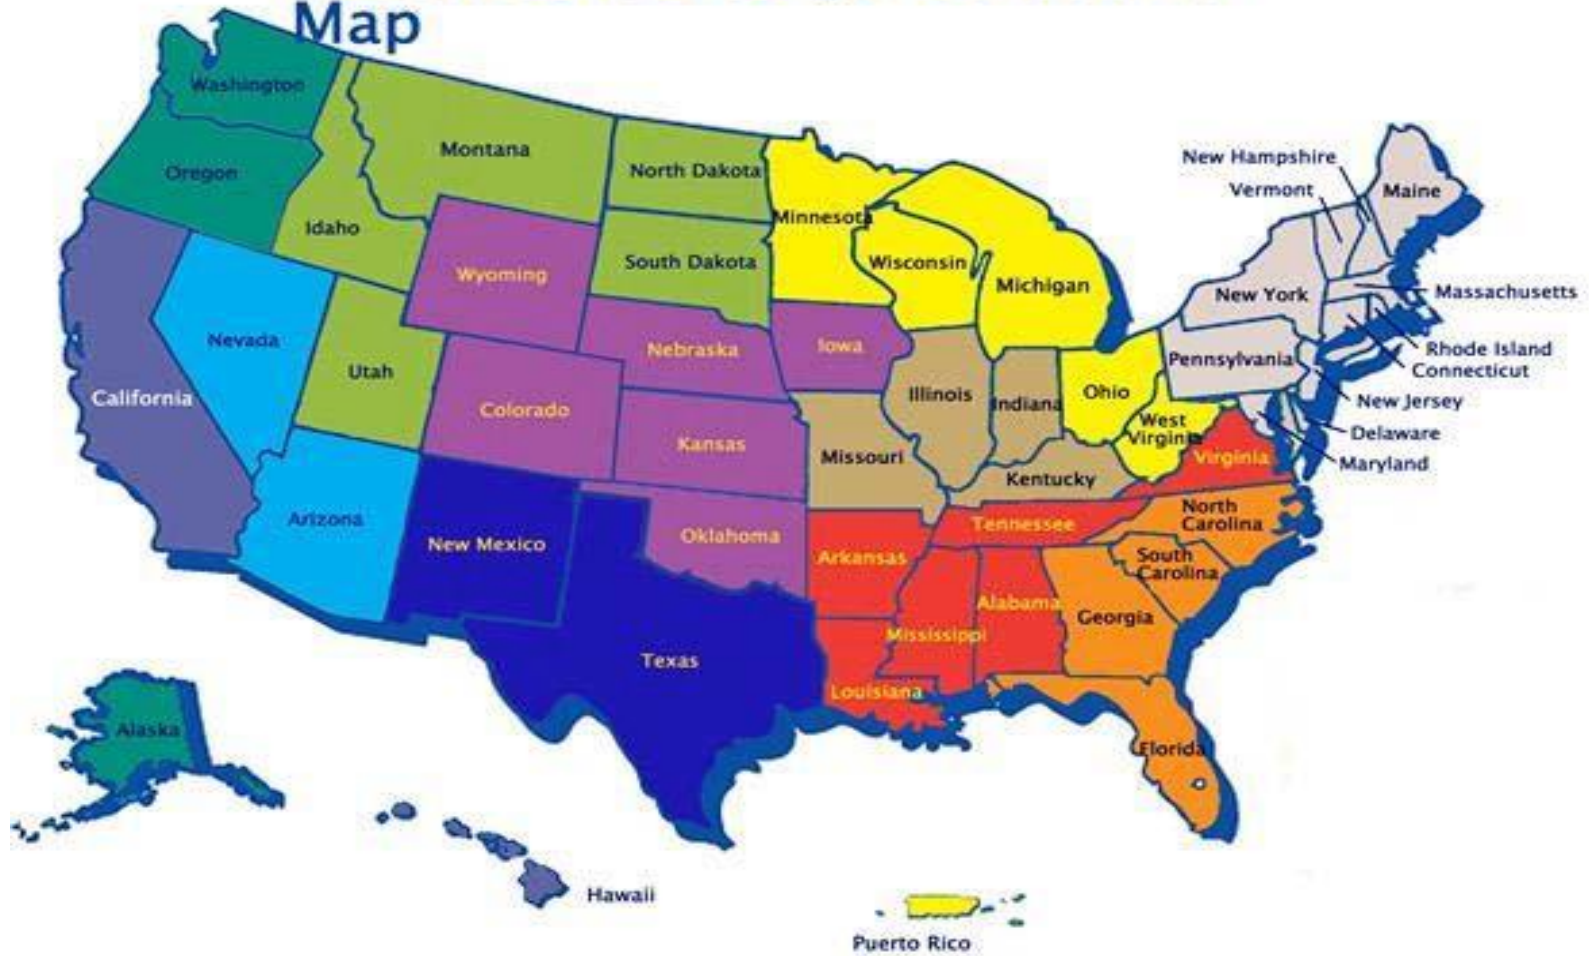 Map
Washington
Oregon
Montana
North Dakota
Minnesota
Idaho
Wyoming
South Dakota
Wisconsin
Michigan
New Hampshire
Vermont
Maine
New York
Massachusetts
Nevada
Utah
Nebraska
Iowa
Pennsylvania
Rhode Island
Connecticut
California
Colorado
Illinois
Indiana
Ohio
New Jersey
Kansas
Missouri
West
Virginia
Virginia
Delaware
Maryland
Kentucky
Arizona
New Mexico
Oklahoma
Arkansas
Tennessee
North
Carolina
South
Carolina
Texas
Mississippi
Alabama
Georgia
Louisiana
Florida
Alaska
Hawaii
Puerto Rico